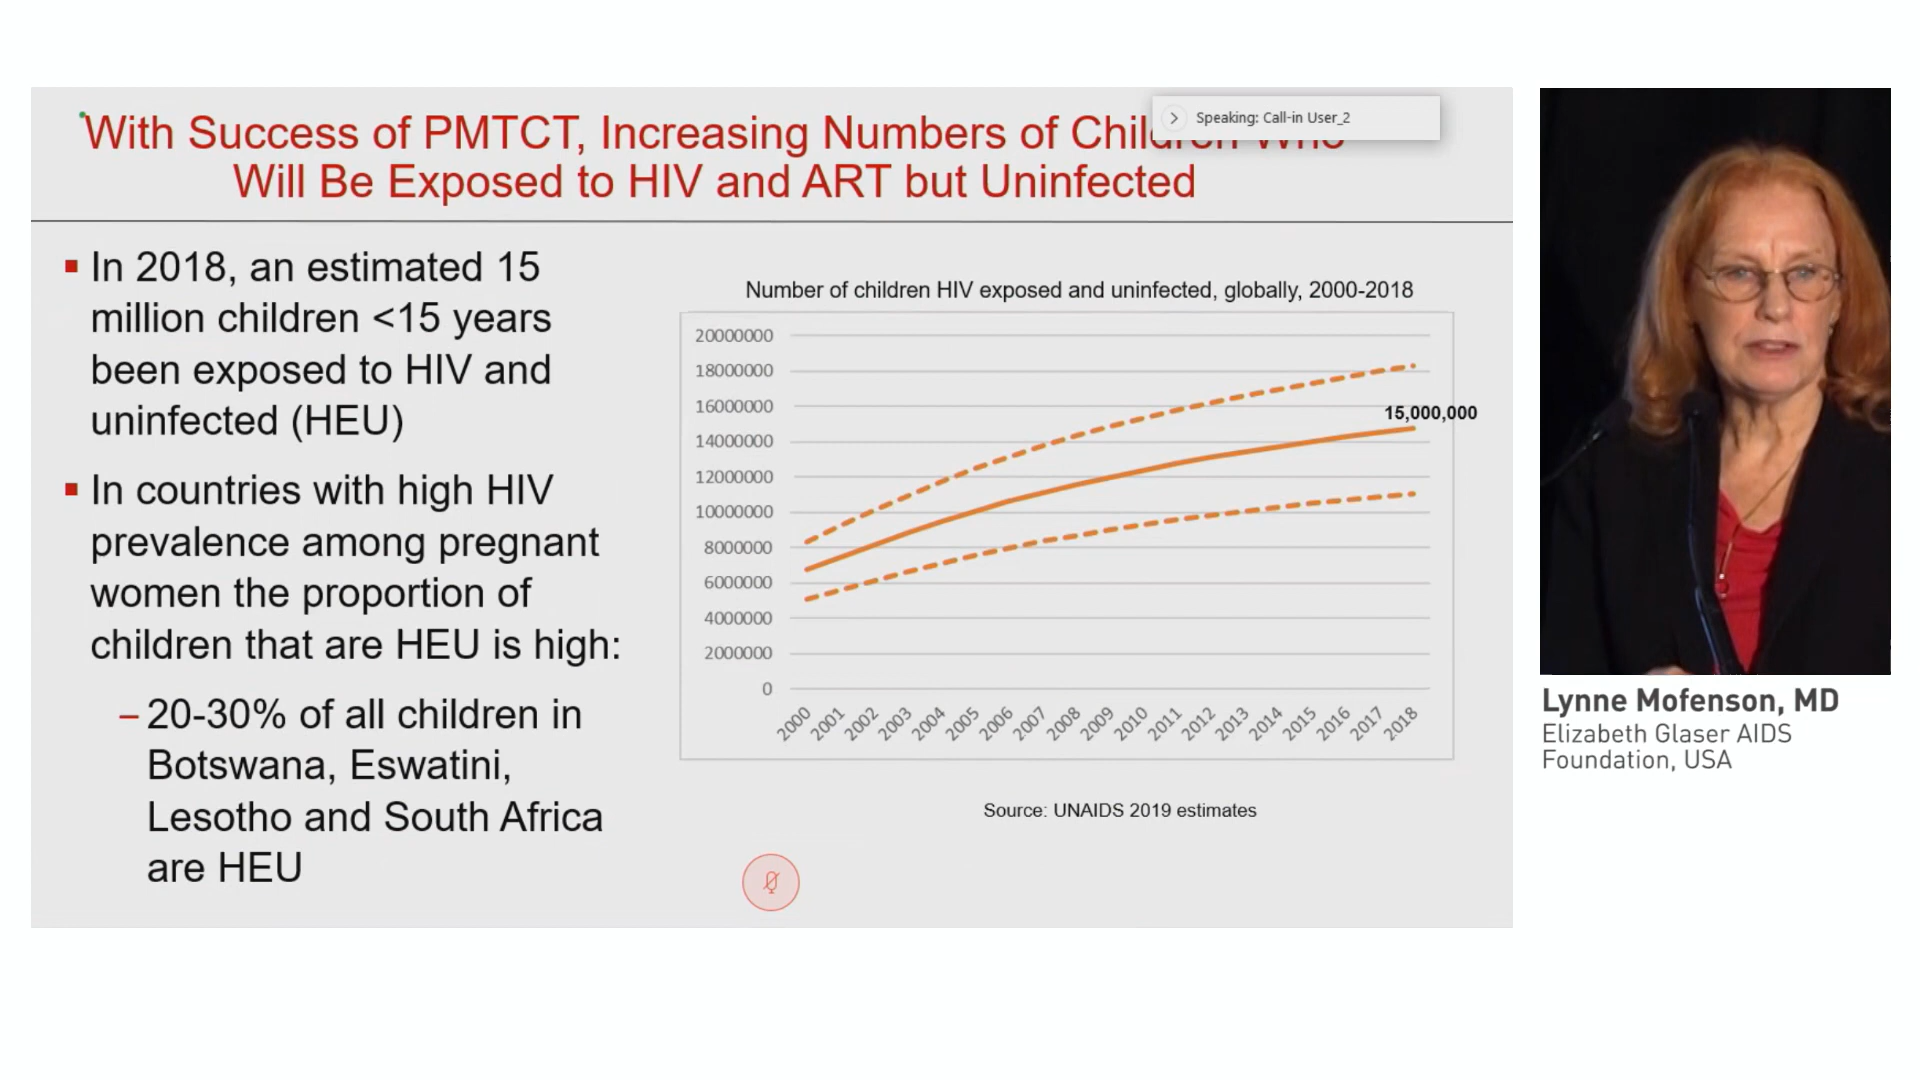 With Success of PMTCT, Increasing Numbers of Children Who
Speaking: Call-in User_2
Will Be Exposed to HIV and ART but Uninfected
▪ In 2018, an estimated 15
million children <15 years
been exposed to HIV and
uninfected (HEU)
▪ In countries with high HIV
prevalence among pregnant
women the proportion of
children that are HEU is high:
– 20-30% of all children in
Botswana, Eswatini,
Lesotho and South Africa
are HEU
Number of children HIV exposed and uninfected, globally, 2000-2018
20000000
18000000
16000000
14000000
12000000
10000000
8000000
6000000
4000000
2000000
0
15,000,000
2000 2001 2002 2003 2004 2005 2006 2007 2008 2009 2010 2011 2012 2013 2014 2015 2016 2017 2018
Source: UNAIDS 2019 estimates
Lynne Mofenson, MD
Elizabeth Glaser AIDS
Foundation, USA